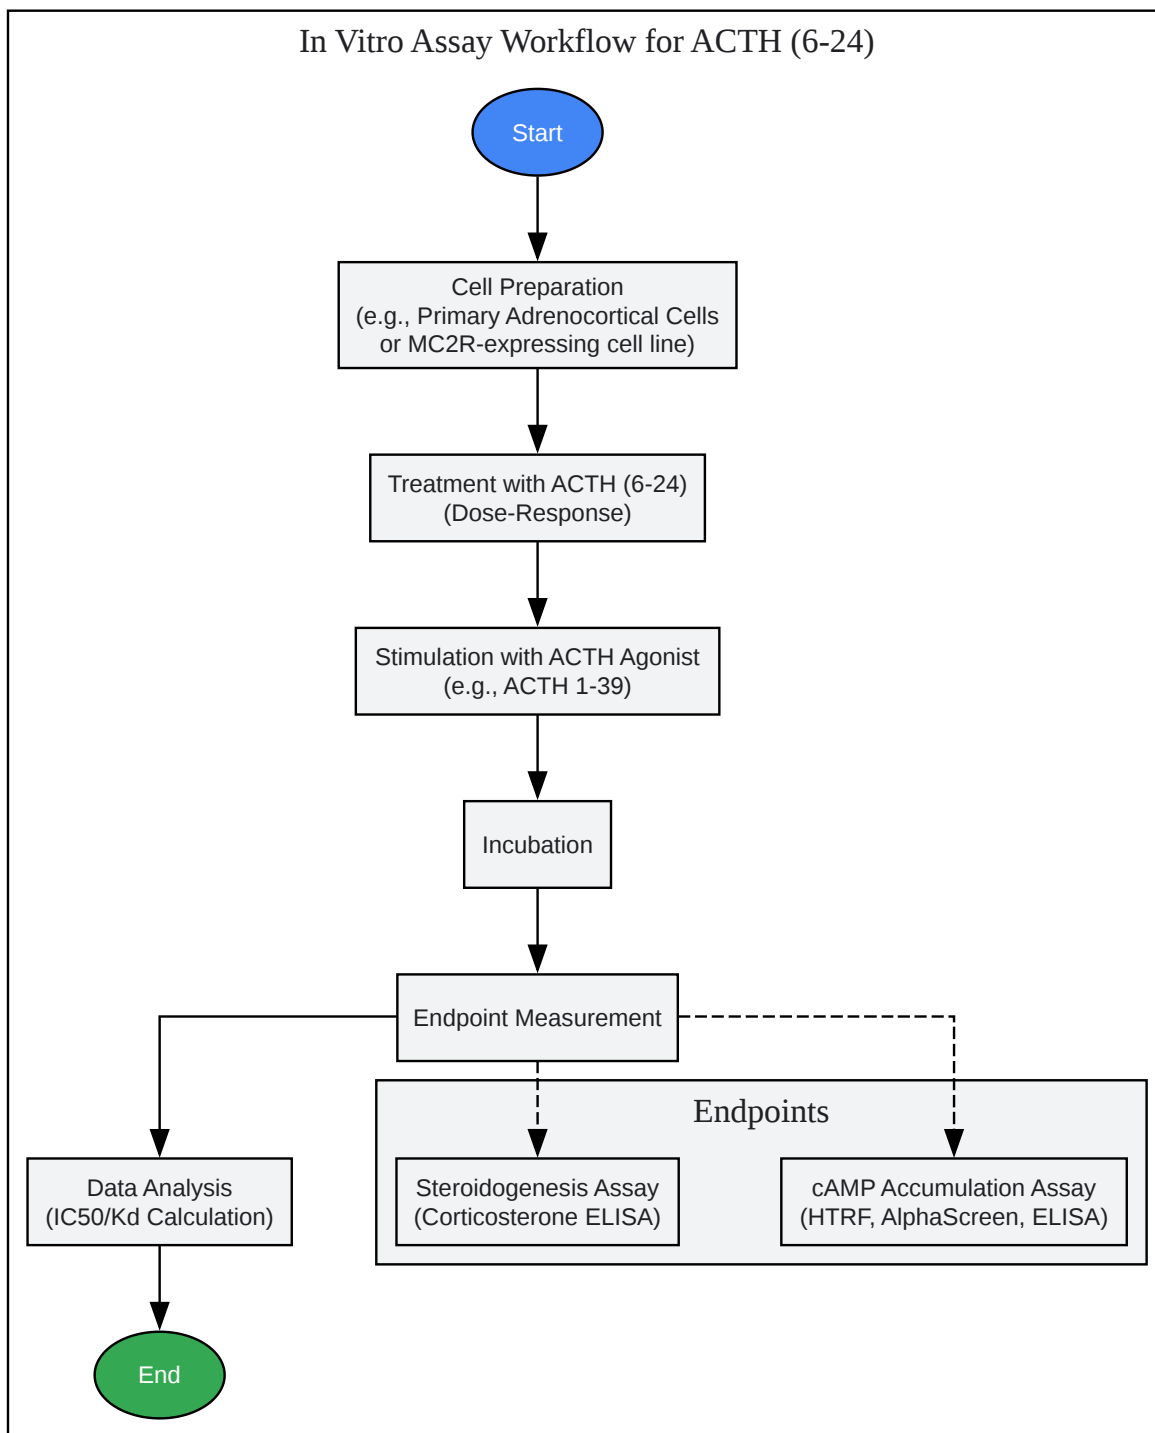 In Vitro Assay Workflow for ACTH (6-24)
Start
Cell Preparation
(e.g., Primary Adrenocortical Cells
or MC2R-expressing cell line)
Treatment with ACTH (6-24)
(Dose-Response)
Stimulation with ACTH Agonist
(e.g., ACTH 1-39)
Incubation
Endpoint Measurement
Endpoints
Data Analysis
(IC50/Kd Calculation)
Steroidogenesis Assay
(Corticosterone ELISA)
cAMP Accumulation Assay
(HTRF, AlphaScreen, ELISA)
End